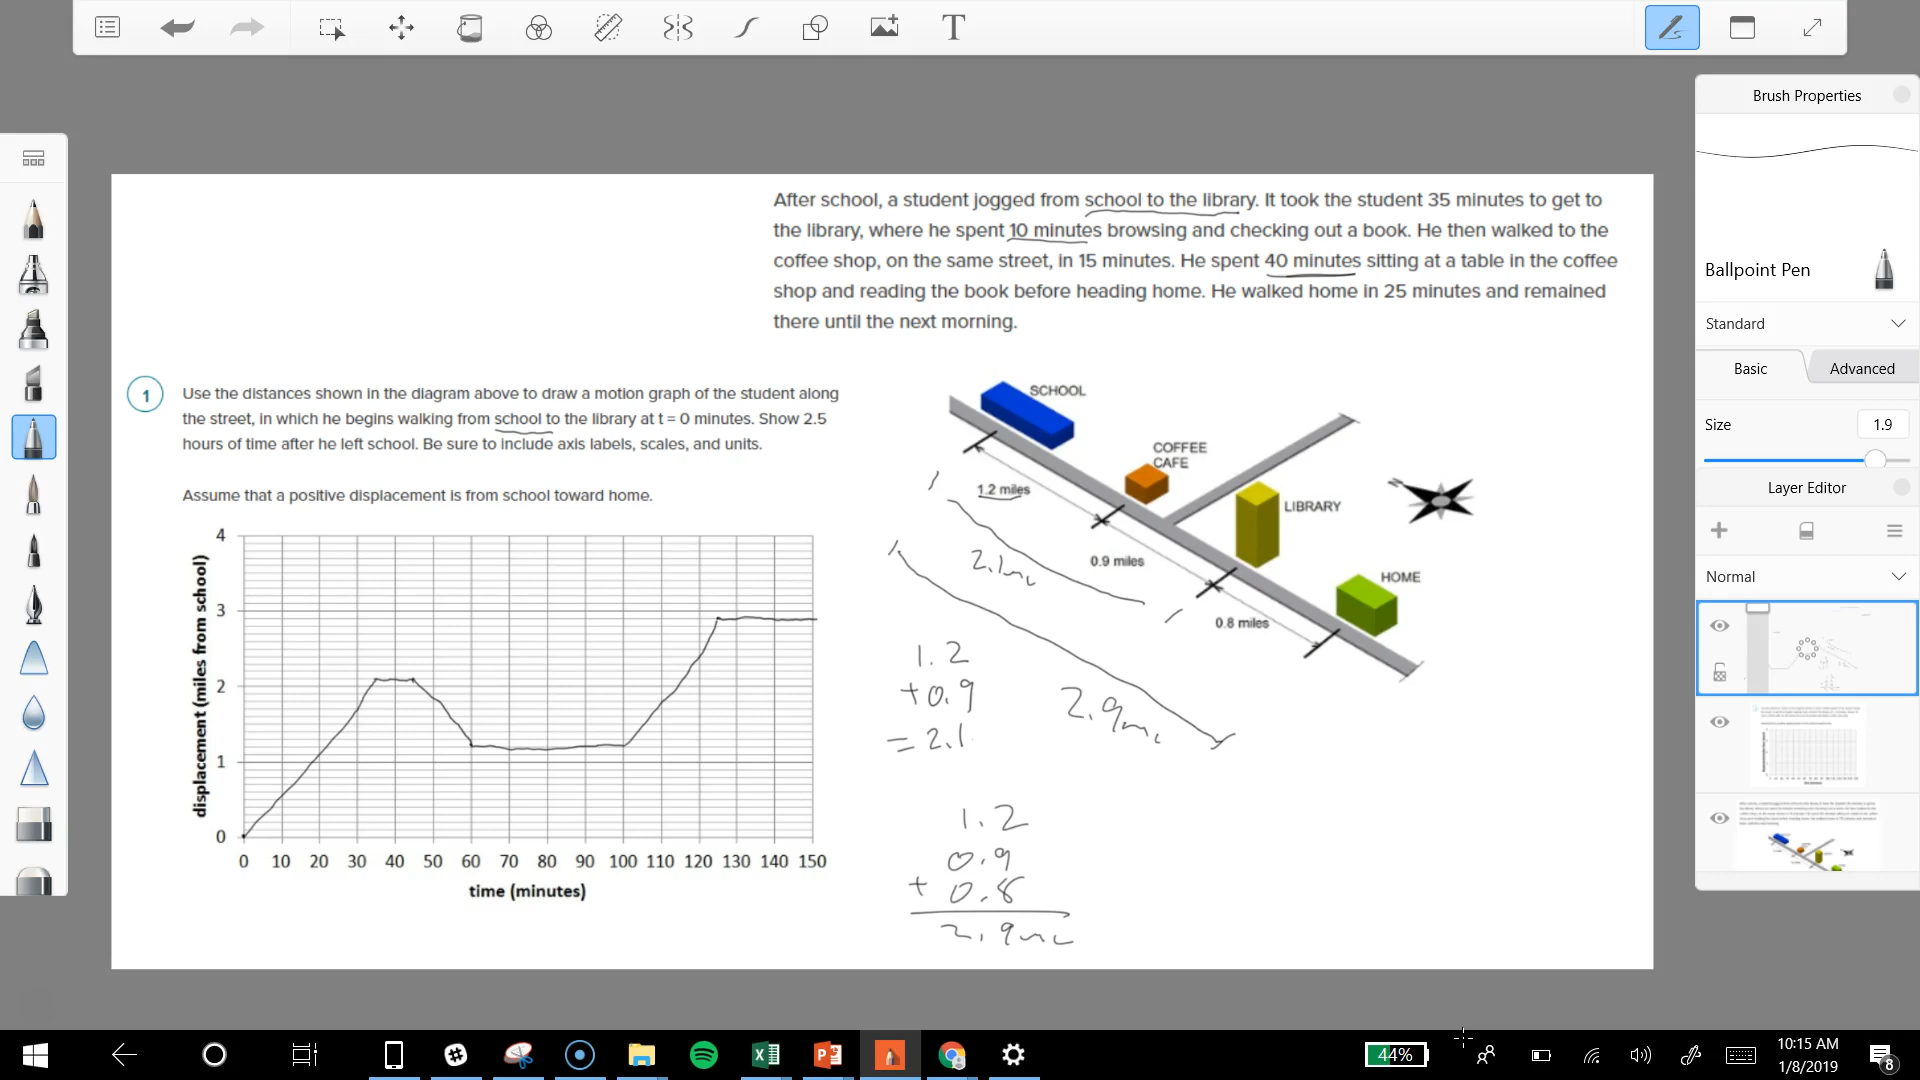 Brush Properties
After school, a student jogged from school to the library. It took the student 35 minutes to get to
the library, where he spent 10 minutes browsing and checking out a book. He then walked to the
coffee shop, on the same street, in 15 minutes. He spent 40 minutes sitting at a table in the coffee
shop and reading the book before heading home. He walked home in 25 minutes and remained
there until the next morning.
Ballpoint Pen
Standard
Basic Advanced
Size 1.9
Layer Editor
Normal
1
Use the distances shown in the diagram above to draw a motion graph of the student along
the street, in which he begins walking from school to the library at t = 0 minutes. Show 2.5
hours of time after he left school. Be sure to include axis labels, scales, and units.
Assume that a positive displacement is from school toward home.
SCHOOL
COFFEE
CAFE
LIBRARY
HOME
N
1.2 miles
0.9 miles
0.8 miles
2.1mi
2.9mi
displacement (miles from school)
4
3
2
1
0
0 10 20 30 40 50 60 70 80 90 100 110 120 130 140 150
time (minutes)
1.2
+0.9
=2.1
1.2
0.9
+ 0.8
2.9mi
44%
10:15 AM
1/8/2019
8